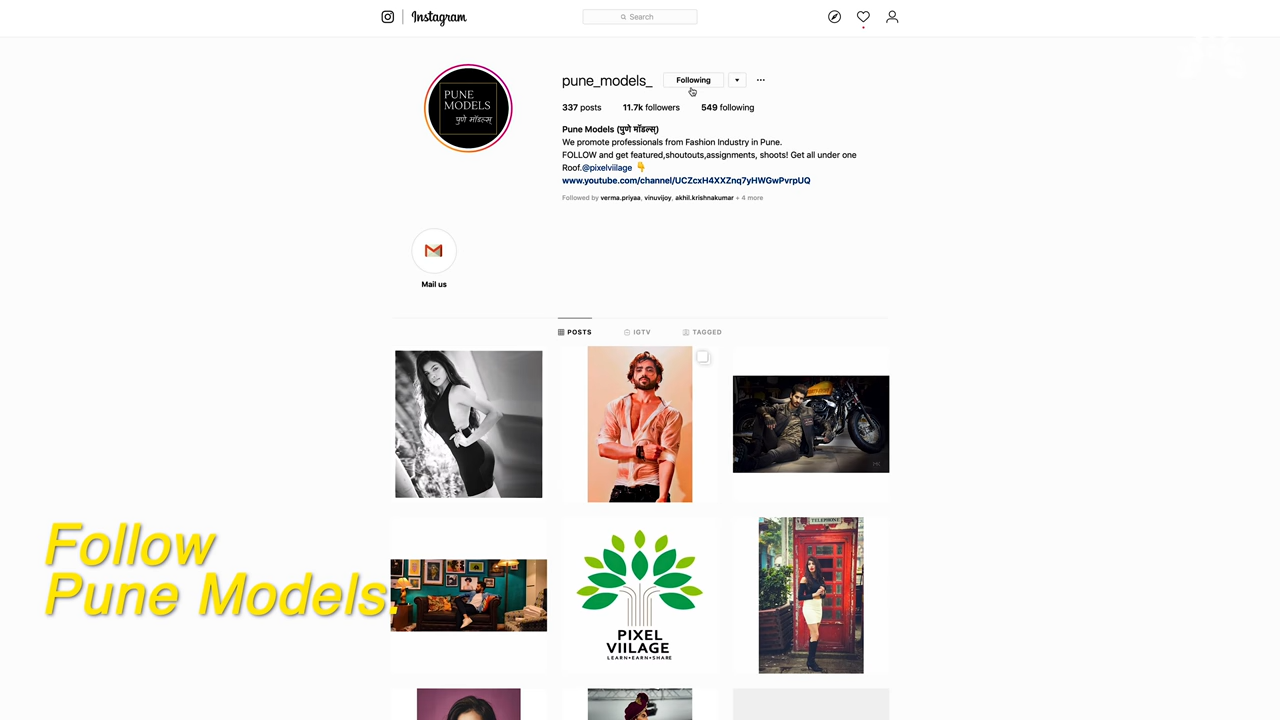 Instagram
Search
PUNE
MODELS
पुणे मॉडल्स्
pune_models_
Following
337 posts 11.7k followers 549 following
Pune Models (पुणे मॉडल्स्)
We promote professionals from Fashion Industry in Pune.
FOLLOW and get featured,shoutouts,assignments, shoots! Get all under one
Roof.@pixelviilage 👇
www.youtube.com/channel/UCZcxH4XXZnq7yHWGwPvrpUQ
Followed by verma.priyaa, vinuvijoy, akhil.krishnakumar + 4 more
Mail us
POSTS IGTV TAGGED
TELEPHONE
PIXEL
VIILAGE
LEARN•EARN•SHARE
Follow
Pune Models.